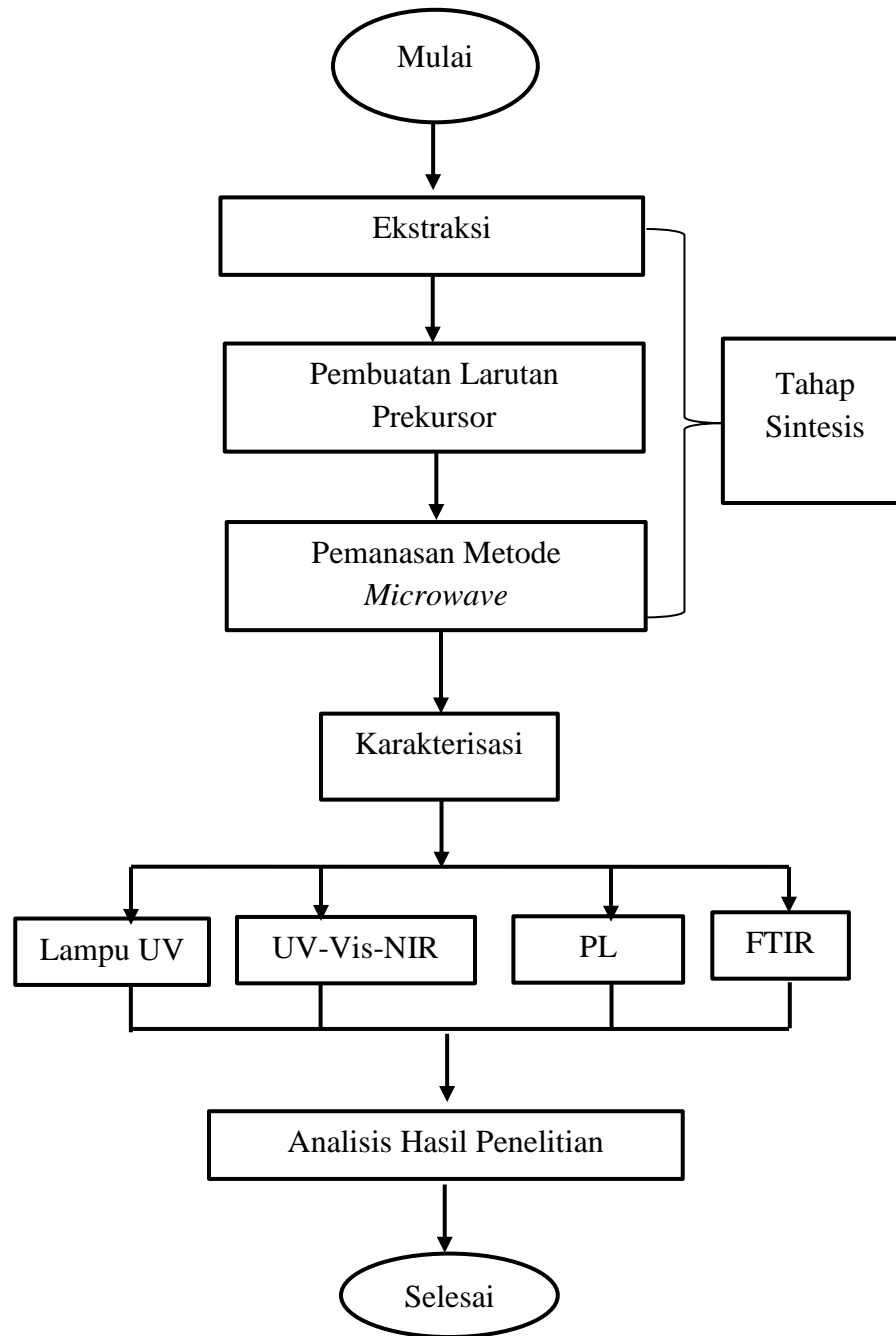 Mulai
Ekstraksi
Pembuatan Larutan
Prekursor
Tahap
Sintesis
Pemanasan Metode
Microwave
Karakterisasi
Lampu UV
UV-Vis-NIR
PL
FTIR
Analisis Hasil Penelitian
Selesai